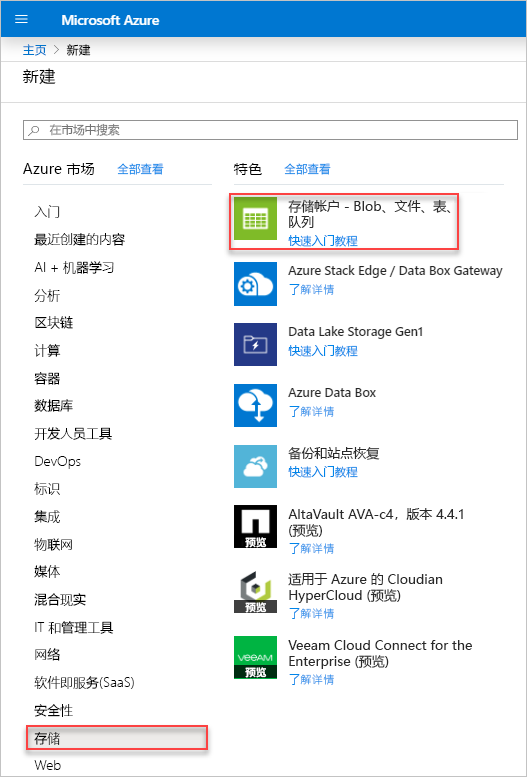 Microsoft Azure
主页 > 新建
新建
在市场中搜索
Azure 市场 全部查看
入门
最近创建的内容
AI + 机器学习
分析
区块链
计算
容器
数据库
开发人员工具
DevOps
标识
集成
物联网
媒体
混合现实
IT 和管理工具
网络
软件即服务(SaaS)
安全性
存储
Web
特色 全部查看
存储帐户 - Blob、文件、表、
队列
快速入门教程
Azure Stack Edge / Data Box Gateway
了解详情
Data Lake Storage Gen1
快速入门教程
Azure Data Box
了解详情
备份和站点恢复
快速入门教程
预览
AltaVault AVA-c4，版本 4.4.1
(预览)
了解详情
预览
适用于 Azure 的 Cloudian
HyperCloud (预览)
了解详情
veeAM
预览
Veeam Cloud Connect for the
Enterprise (预览)
了解详情